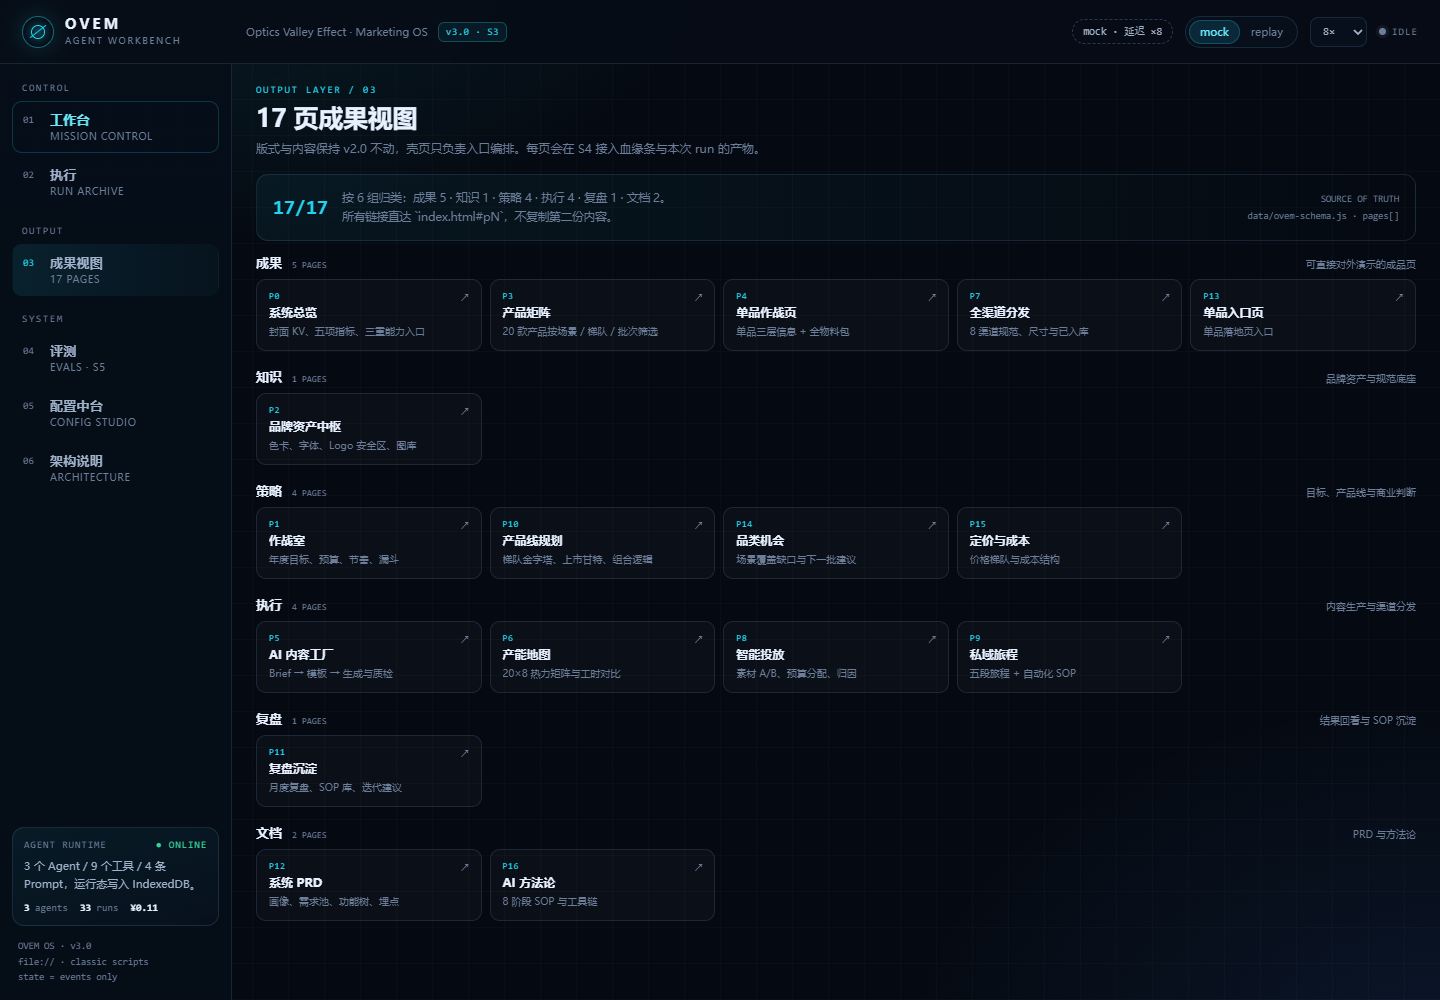 OVEM
AGENT WORKBENCH
Optics Valley Effect · Marketing OS
v3.0 · S3
mock · 延迟 ×8
mock
replay
8×
IDLE
CONTROL
01
工作台
MISSION CONTROL
02
执行
RUN ARCHIVE
OUTPUT
03
成果视图
17 PAGES
SYSTEM
04
评测
EVALS · S5
05
配置中台
CONFIG STUDIO
06
架构说明
ARCHITECTURE
AGENT RUNTIME
● ONLINE
3 个 Agent / 9 个工具 / 4 条
Prompt，运行态写入 IndexedDB。
3 agents 33 runs ¥0.11
OVEM OS · v3.0
file:// · classic scripts
state = events only
OUTPUT LAYER / 03
17 页成果视图
版式与内容保持 v2.0 不动，壳页只负责入口编排。每页会在 S4 接入血缘条与本次 run 的产物。
17/17
按 6 组归类：成果 5 · 知识 1 · 策略 4 · 执行 4 · 复盘 1 · 文档 2。
所有链接直达 `index.html#pN`，不复制第二份内容。
SOURCE OF TRUTH
data/ovem-schema.js · pages[]
成果 5 PAGES
可直接对外演示的成品页
P0 ↗
系统总览
封面 KV、五项指标、三重能力入口
P3 ↗
产品矩阵
20 款产品按场景 / 梯队 / 批次筛选
P4 ↗
单品作战页
单品三层信息 + 全物料包
P7 ↗
全渠道分发
8 渠道规范、尺寸与已入库
P13 ↗
单品入口页
单品落地页入口
知识 1 PAGES
品牌资产与规范底座
P2 ↗
品牌资产中枢
色卡、字体、Logo 安全区、图库
策略 4 PAGES
目标、产品线与商业判断
P1 ↗
作战室
年度目标、预算、节奏、漏斗
P10 ↗
产品线规划
梯队金字塔、上市甘特、组合逻辑
P14 ↗
品类机会
场景覆盖缺口与下一批建议
P15 ↗
定价与成本
价格梯队与成本结构
执行 4 PAGES
内容生产与渠道分发
P5 ↗
AI 内容工厂
Brief → 模板 → 生成与质检
P6 ↗
产能地图
20×8 热力矩阵与工时对比
P8 ↗
智能投放
素材 A/B、预算分配、归因
P9 ↗
私域旅程
五段旅程 + 自动化 SOP
复盘 1 PAGES
结果回看与 SOP 沉淀
P11 ↗
复盘沉淀
月度复盘、SOP 库、迭代建议
文档 2 PAGES
PRD 与方法论
P12 ↗
系统 PRD
画像、需求池、功能树、埋点
P16 ↗
AI 方法论
8 阶段 SOP 与工具链